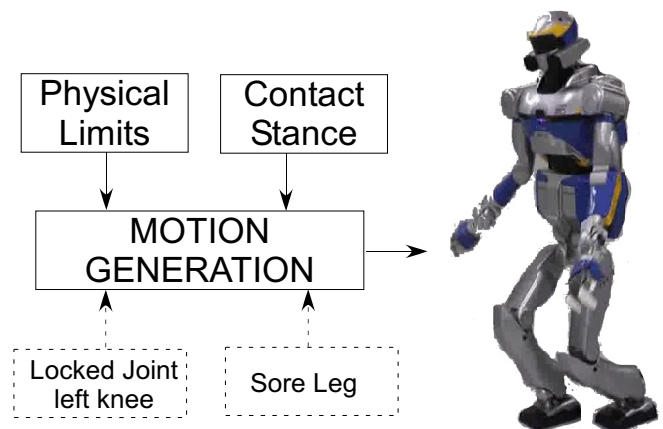 Physical
Limits
Contact
Stance
MOTION
GENERATION
Locked Joint
left knee
Sore Leg